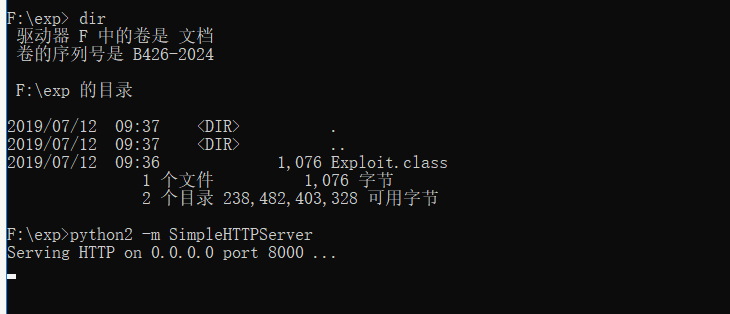 F:\exp> dir
驱动器 F 中的卷是 文档
卷的序列号是 B426-2024
F:\exp 的目录
2019/07/12  09:37    <DIR>          .
2019/07/12  09:37    <DIR>          ..
2019/07/12  09:36             1,076 Exploit.class
1 个文件          1,076 字节
2 个目录 238,482,403,328 可用字节
F:\exp>python2 -m SimpleHTTPServer
Serving HTTP on 0.0.0.0 port 8000 ...